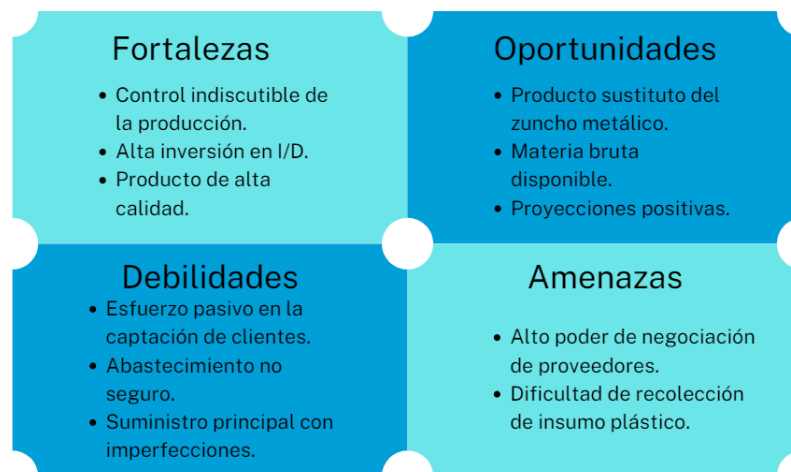 Fortalezas
• Control indiscutible de
la producción.
• Alta inversión en I/D.
• Producto de alta
calidad.
Oportunidades
• Producto sustituto del
zuncho metálico.
• Materia bruta
disponible.
• Proyecciones positivas.
Debilidades
• Esfuerzo pasivo en la
captación de clientes.
• Abastecimiento no
seguro.
• Suministro principal con
imperfecciones.
Amenazas
• Alto poder de negociación
de proveedores.
• Dificultad de recolección
de insumo plástico.